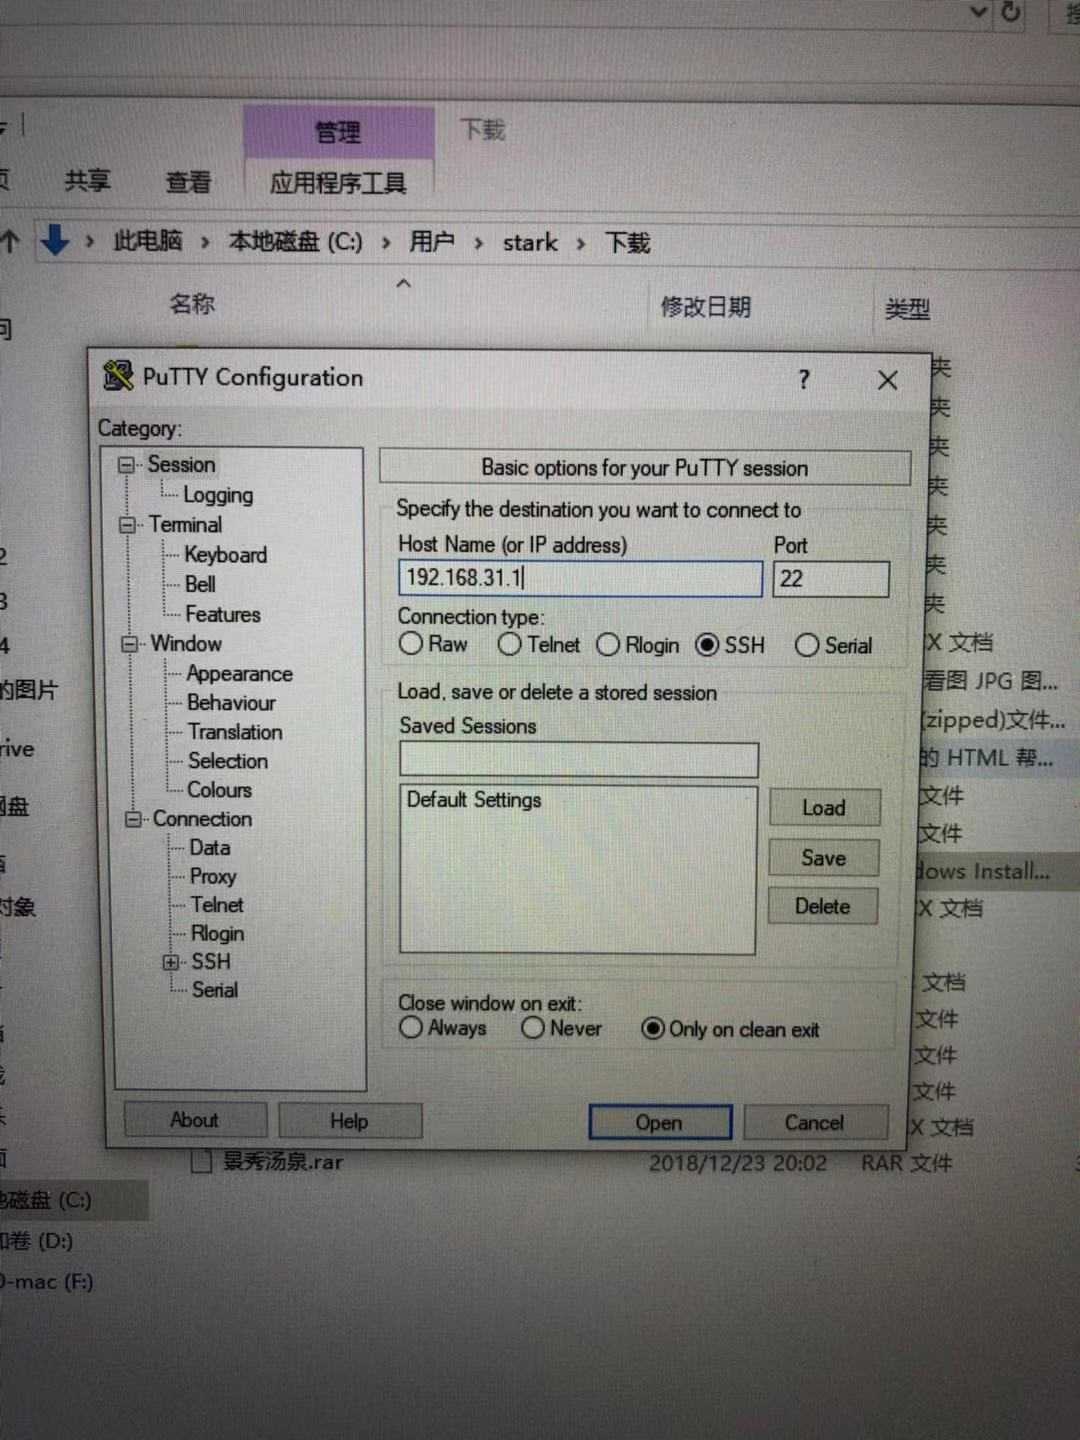 管理
下载
共享
查看
应用程序工具
此电脑 › 本地磁盘 (C:) › 用户 › stark › 下载
名称
修改日期
类型
PuTTY Configuration
?
Category:
Session
Logging
Terminal
Keyboard
Bell
Features
Window
Appearance
Behaviour
Translation
Selection
Colours
Connection
Data
Proxy
Telnet
Rlogin
SSH
Serial
Basic options for your PuTTY session
Specify the destination you want to connect to
Host Name (or IP address)
Port
192.168.31.1
22
Connection type:
Raw
Telnet
Rlogin
SSH
Serial
Load, save or delete a stored session
Saved Sessions
Default Settings
Load
Save
Delete
Close window on exit:
Always
Never
Only on clean exit
About
Help
Open
Cancel
夹
夹
夹
夹
夹
夹
夹
X 文档
看图 JPG 图...
(zipped)文件...
的 HTML 帮...
文件
文件
dows Install...
X 文档
文档
文件
文件
文件
X 文档
景秀汤泉.rar
2018/12/23 20:02
RAR 文件
2
3
4
的图片
rive
网盘
对象
地磁盘 (C:)
加卷 (D:)
0-mac (F:)